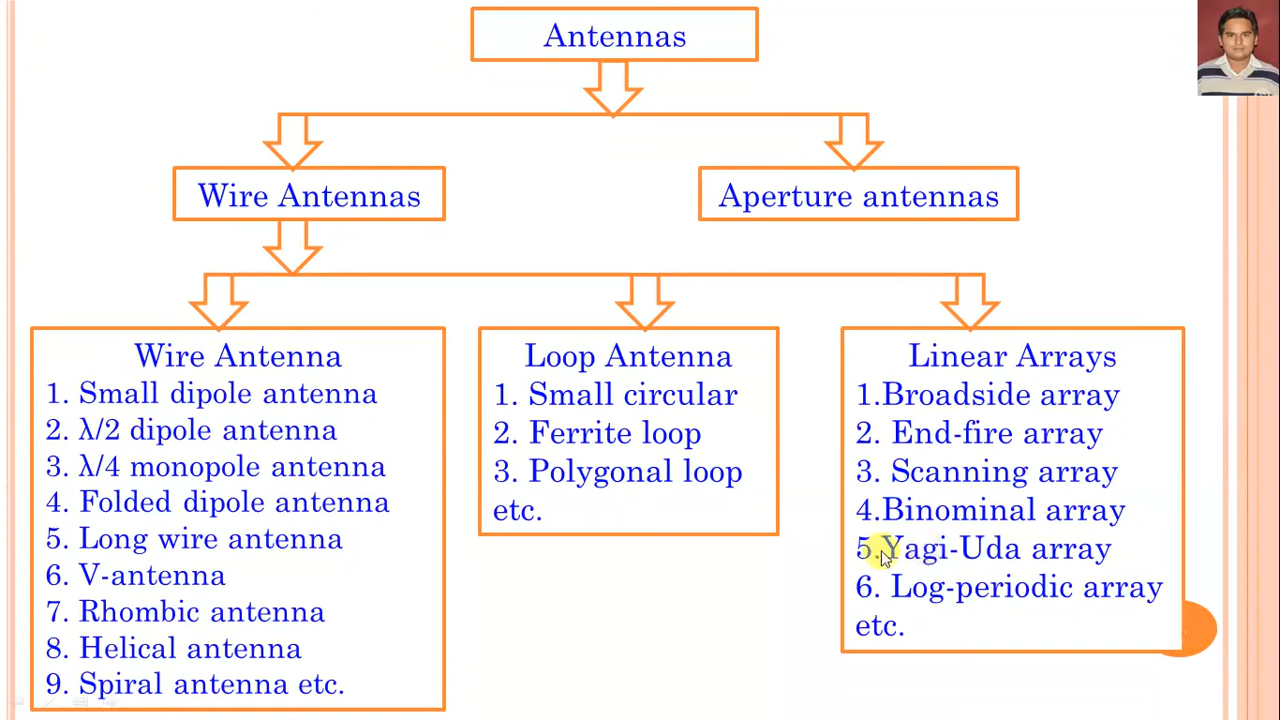 Antennas
Wire Antennas
Aperture antennas
Wire Antenna
1. Small dipole antenna
2. λ/2 dipole antenna
3. λ/4 monopole antenna
4. Folded dipole antenna
5. Long wire antenna
6. V-antenna
7. Rhombic antenna
8. Helical antenna
9. Spiral antenna etc.
Loop Antenna
1. Small circular
2. Ferrite loop
3. Polygonal loop
etc.
Linear Arrays
1.Broadside array
2. End-fire array
3. Scanning array
4.Binominal array
5.Yagi-Uda array
6. Log-periodic array
etc.